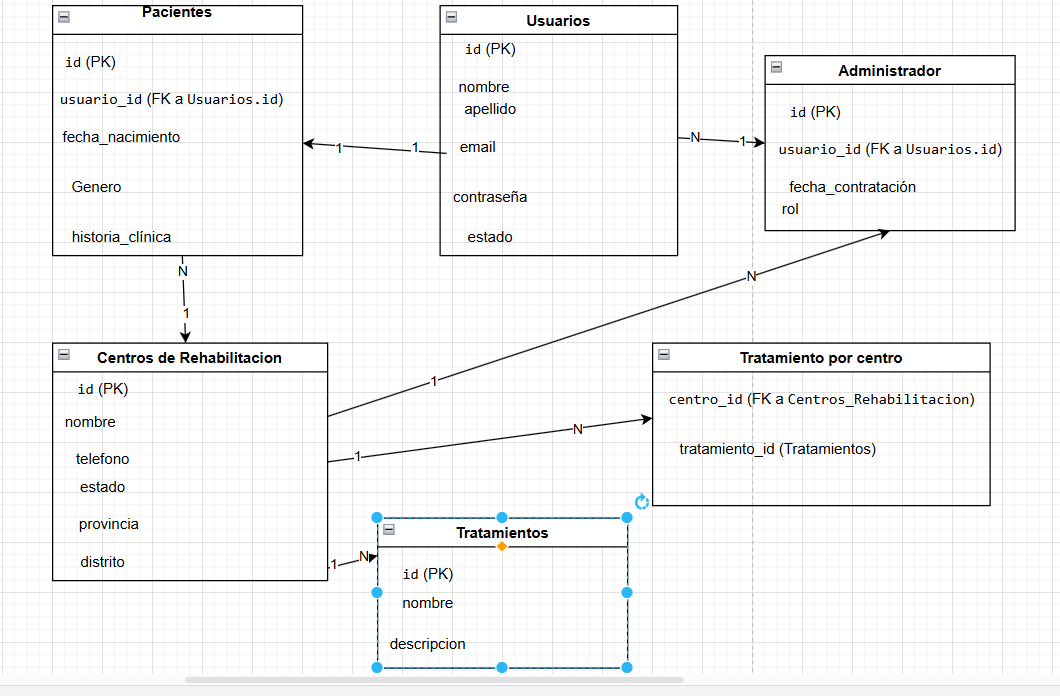 Pacientes
id (PK)
usuario_id (FK a Usuarios.id)
fecha_nacimiento
Genero
historia_clínica
Usuarios
id (PK)
nombre
apellido
email
contraseña
estado
Administrador
id (PK)
usuario_id (FK a Usuarios.id)
fecha_contratación
rol
1
1
N
1
N
1
1
N
Centros de Rehabilitacion
id (PK)
nombre
telefono
estado
provincia
distrito
1
N
Tratamiento por centro
centro_id (FK a Centros_Rehabilitacion)
tratamiento_id (Tratamientos)
1
N
Tratamientos
id (PK)
nombre
descripcion